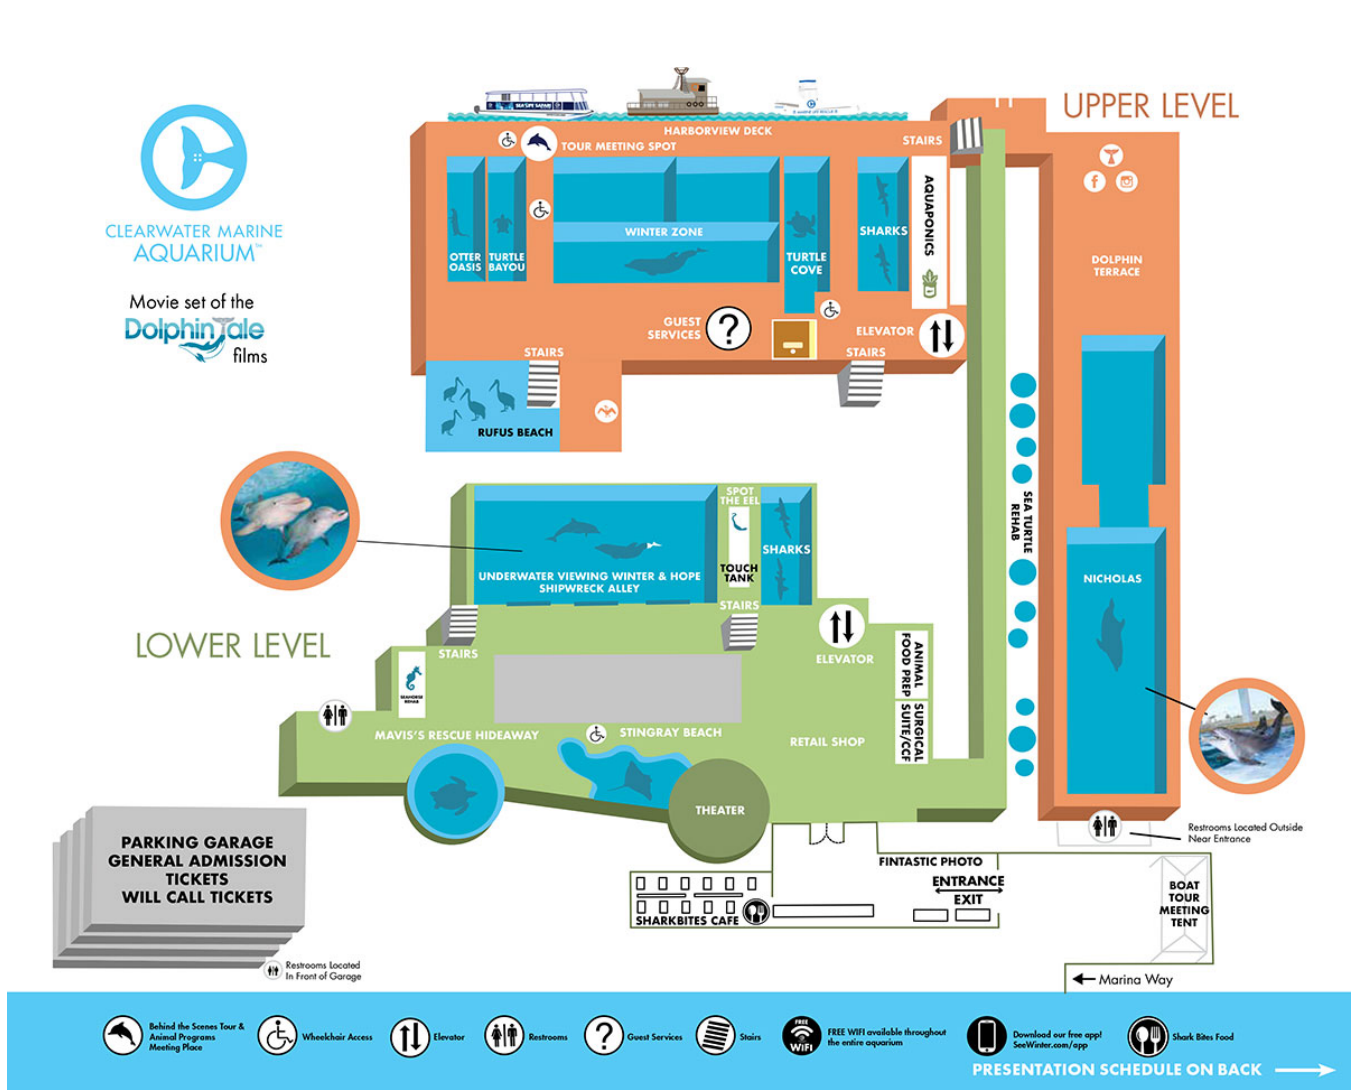 UPPER LEVEL
HARBORVIEW DECK
STAIRS
TOUR MEETING SPOT
CLEARWATER MARINE
AQUARIUM™
Movie set of the
Dolphin Tale
films
OTTER
OASIS
TURTLE
BAYOU
WINTER ZONE
TURTLE
COVE
SHARKS
AQUAPONICS
DOLPHIN
TERRACE
GUEST
SERVICES
?
ELEVATOR
STAIRS
STAIRS
RUFUS BEACH
SEA TURTLE
REHAB
NICHOLAS
SPOT
THE EEL
TOUCH
TANK
SHARKS
UNDERWATER VIEWING WINTER & HOPE
SHIPWRECK ALLEY
STAIRS
LOWER LEVEL
STAIRS
ELEVATOR
ANIMAL
FOOD PREP
SEAHORSE
REHAB
SURGICAL
SUITE/CCF
MAVIS'S RESCUE HIDEAWAY
STINGRAY BEACH
RETAIL SHOP
THEATER
Restrooms Located Outside
Near Entrance
PARKING GARAGE
GENERAL ADMISSION
TICKETS
WILL CALL TICKETS
FINTASTIC PHOTO
ENTRANCE
EXIT
SHARKBITES CAFE
BOAT
TOUR
MEETING
TENT
Restrooms Located
In Front of Garage
Marina Way
Behind the Scenes Tour &
Animal Programs
Meeting Place
Wheelchair Access
Elevator
Restrooms
?
Guest Services
Stairs
FREE
WiFi
FREE WIFI available throughout
the entire aquarium
Download our free app!
SeeWinter.com/app
Shark Bites Food
PRESENTATION SCHEDULE ON BACK